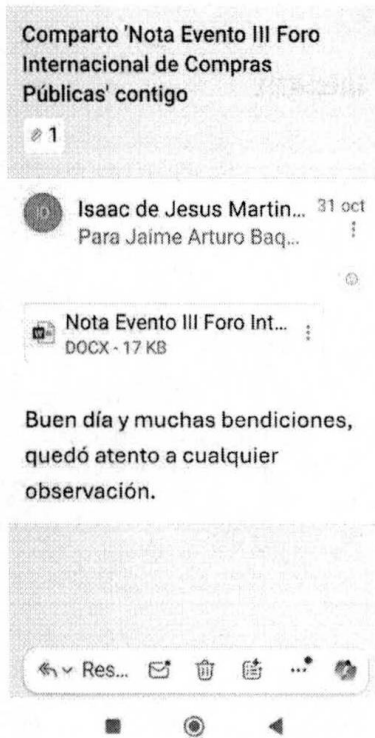 Comparto 'Nota Evento III Foro
Internacional de Compras
Públicas' contigo
1
ID
Isaac de Jesus Martin... 31 oct
Para Jaime Arturo Baq...
Nota Evento III Foro Int...
DOCX - 17 KB
Buen día y muchas bendiciones,
quedó atento a cualquier
observación.
Res...